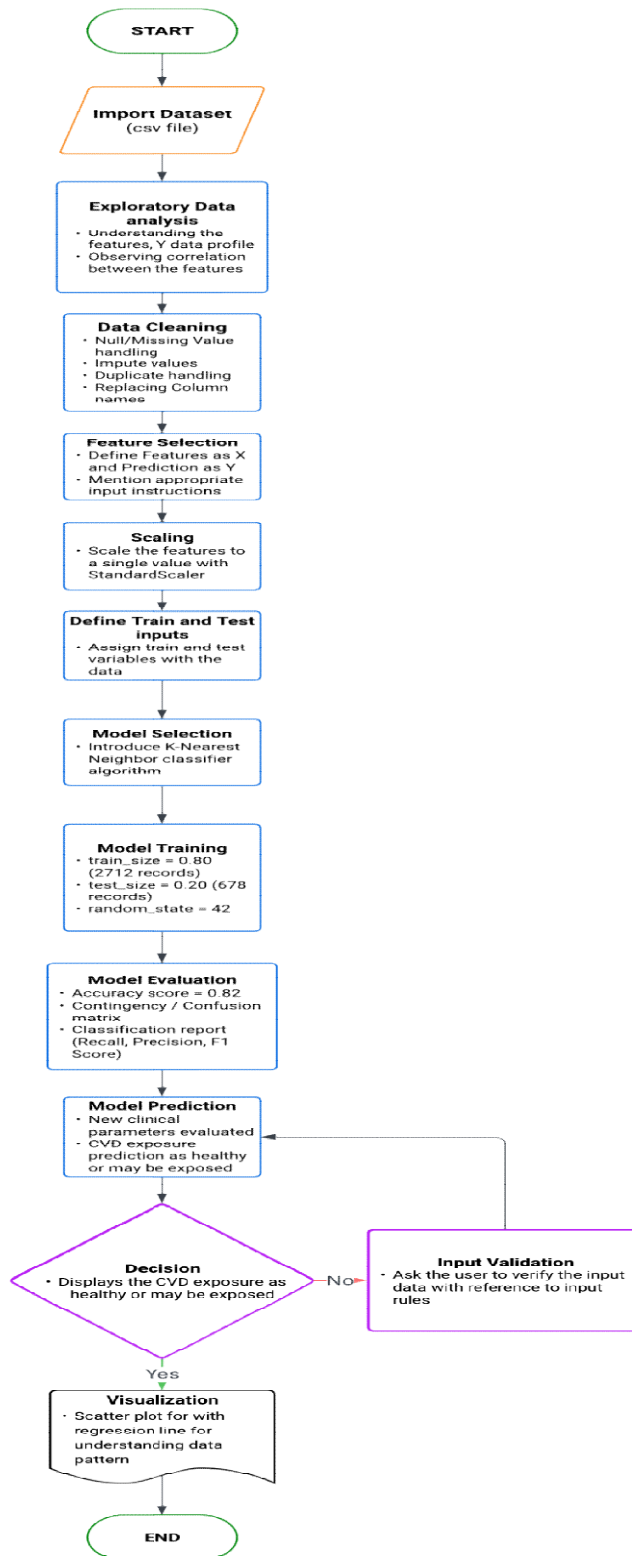 START
Import Dataset
(csv file)
Exploratory Data
analysis
• Understanding the
features, Y data profile
• Observing correlation
between the features
Data Cleaning
• Null/Missing Value
handling
• Impute values
• Duplicate handling
• Replacing Column
names
Feature Selection
• Define Features as X
and Prediction as Y
• Mention appropriate
input instructions
Scaling
• Scale the features to
a single value with
StandardScaler
Define Train and Test
inputs
• Assign train and test
variables with the
data
Model Selection
• Introduce K-Nearest
Neighbor classifier
algorithm
Model Training
• train_size = 0.80
(2712 records)
• test_size = 0.20 (678
records)
• random_state = 42
Model Evaluation
• Accuracy score = 0.82
• Contingency / Confusion
matrix
• Classification report
(Recall, Precision, F1
Score)
Model Prediction
• New clinical
parameters evaluated
• CVD exposure
prediction as healthy
or may be exposed
Decision
• Displays the CVD exposure as
healthy or may be exposed
No
Input Validation
• Ask the user to verify the input
data with reference to input
rules
Yes
Visualization
• Scatter plot for with
regression line for
understanding data
pattern
END